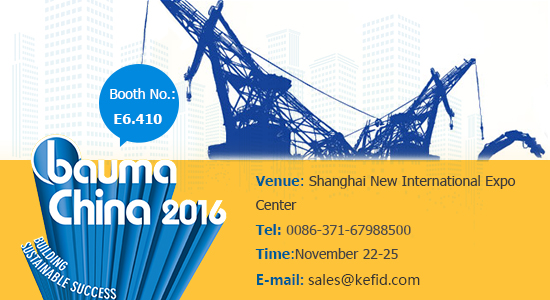 Booth No.:
E6.410
bauma
China 2016
BUILDING
SUSTAINABLE SUCCESS
Venue: Shanghai New International Expo
Center
Tel: 0086-371-67988500
Time:November 22-25
E-mail: sales@kefid.com